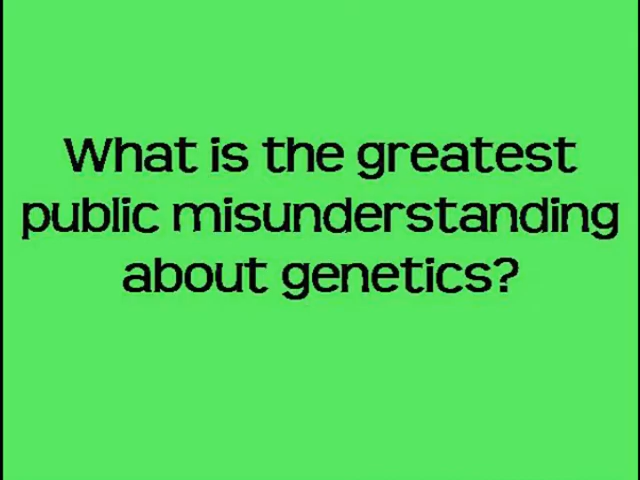 What is the greatest
public misunderstanding
about genetics?